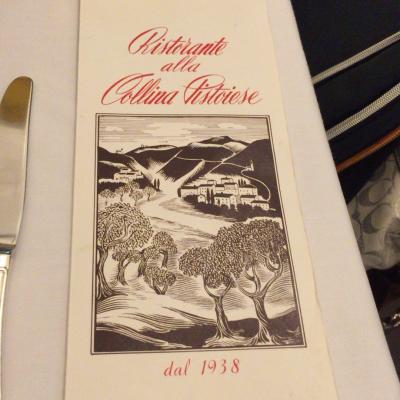 Ristorante
alla
Collina Pistoiese
dal 1938